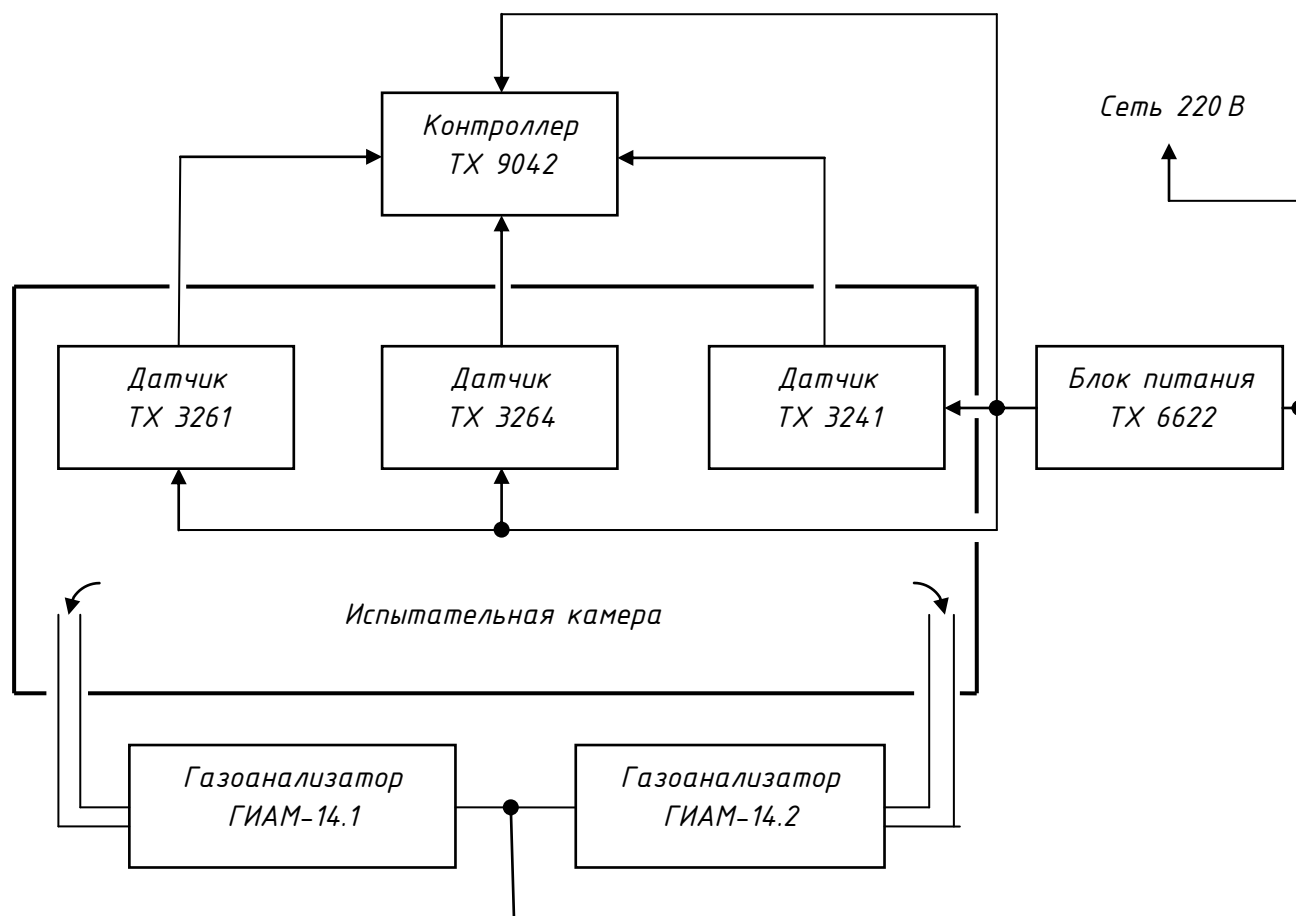 Контроллер
ТХ 9042
Сеть 220 В
Датчик
ТХ 3261
Датчик
ТХ 3264
Датчик
ТХ 3241
Блок питания
ТХ 6622
Испытательная камера
Газоанализатор
ГИАМ-14.1
Газоанализатор
ГИАМ-14.2